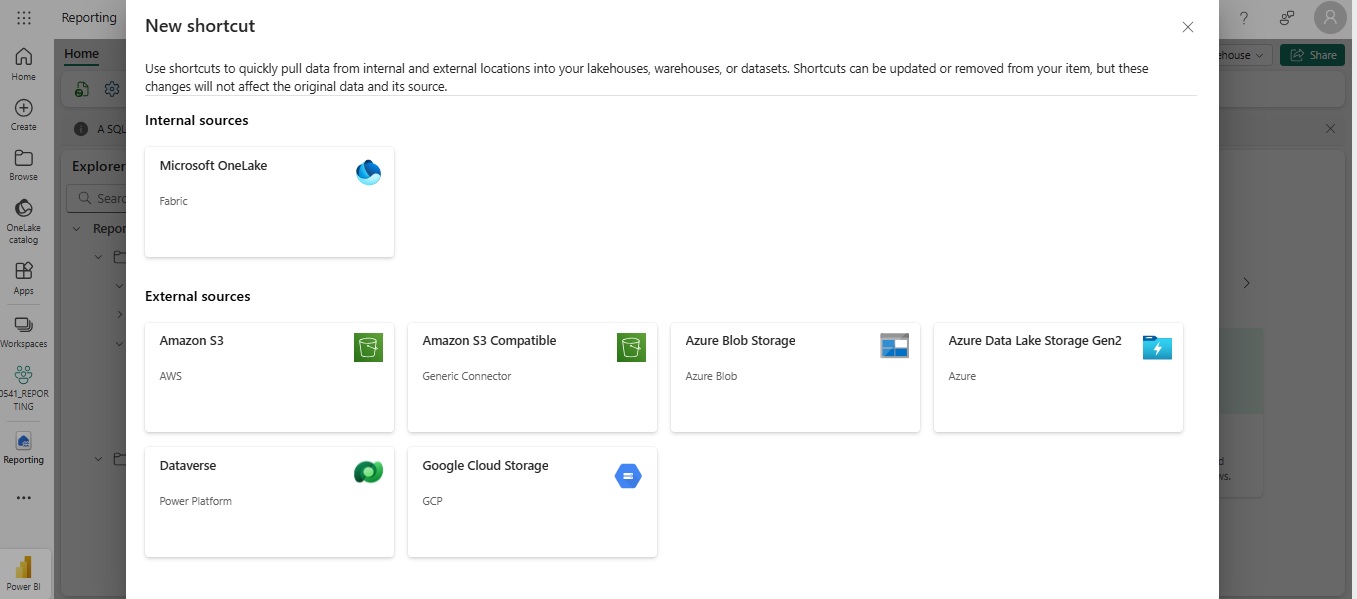 Reporting
New shortcut
Use shortcuts to quickly pull data from internal and external locations into your lakehouses, warehouses, or datasets. Shortcuts can be updated or removed from your item, but these
changes will not affect the original data and its source.
Home
Share
A SQL
Explorer
Internal sources
Microsoft OneLake
Fabric
External sources
Amazon S3
AWS
Amazon S3 Compatible
Generic Connector
Azure Blob Storage
Azure Blob
Azure Data Lake Storage Gen2
Azure
Dataverse
Power Platform
Google Cloud Storage
GCP
Home
Create
Browse
OneLake
catalog
Apps
Workspaces
0541_REPOR
TING
Reporting
Power BI